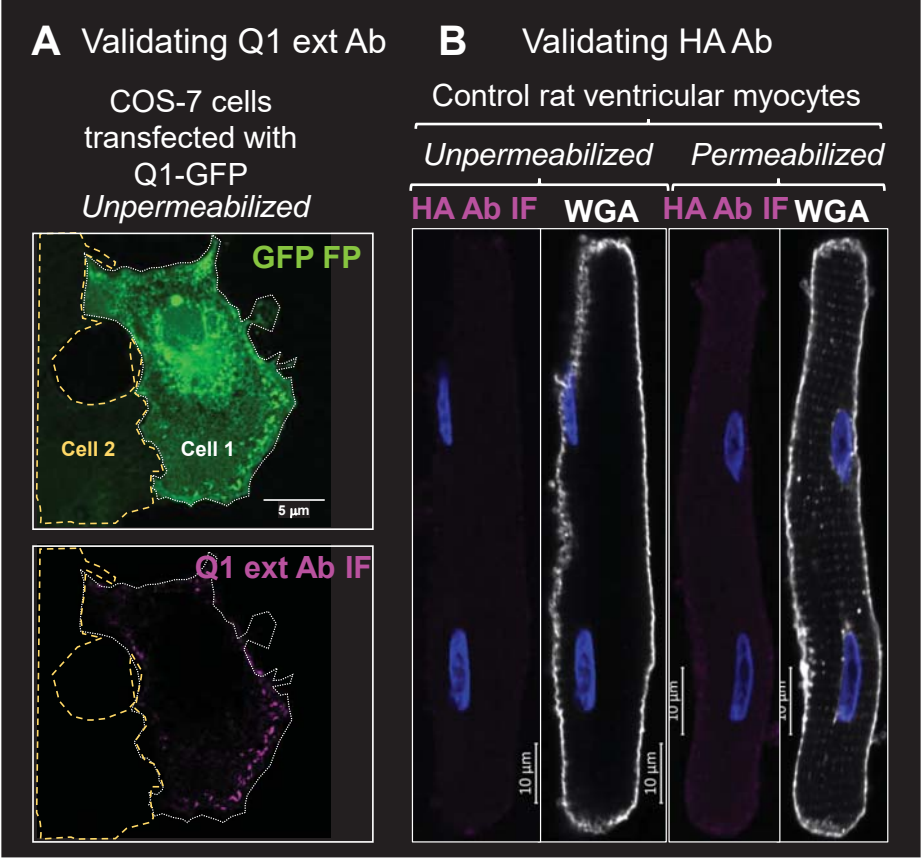 A Validating Q1 ext Ab
COS-7 cells
transfected with
Q1-GFP
Unpermeabilized
GFP FP
Cell 2
Cell 1
5 µm
Q1 ext Ab IF
B Validating HA Ab
Control rat ventricular myocytes
Unpermeabilized
Permeabilized
HA Ab IF
WGA
HA Ab IF
WGA
10 µm
10 µm
10 µm
10 µm